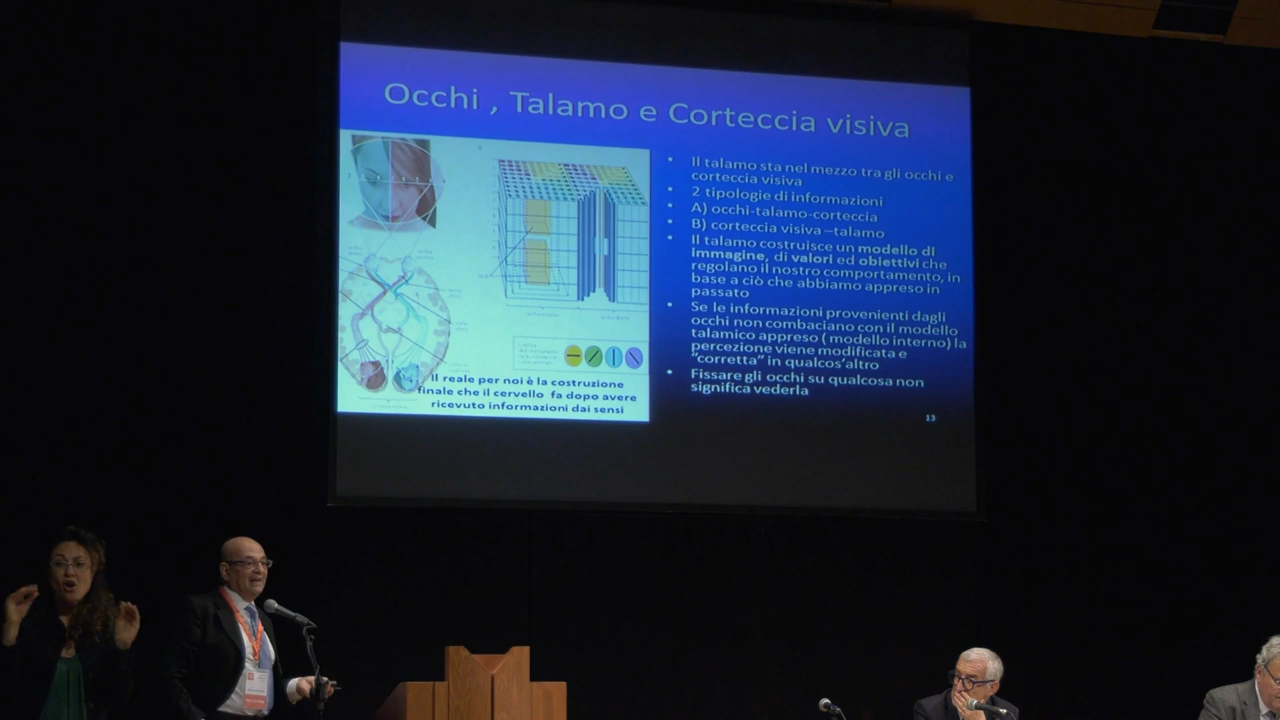 Occhi , Talamo e Corteccia visiva
Il reale per noi è la costruzione
finale che il cervello fa dopo avere
ricevuto informazioni dai sensi
• Il talamo sta nel mezzo tra gli occhi e
corteccia visiva
• 2 tipologie di informazioni
• A) occhi-talamo-corteccia
• B) corteccia visiva –talamo
• Il talamo costruisce un modello di
immagine, di valori ed obiettivi che
regolano il nostro comportamento, in
base a ciò che abbiamo appreso in
passato
• Se le informazioni provenienti dagli
occhi non combaciano con il modello
talamico appreso ( modello interno) la
percezione viene modificata e
“corretta” in qualcos’altro
• Fissare gli occhi su qualcosa non
significa vederla
13